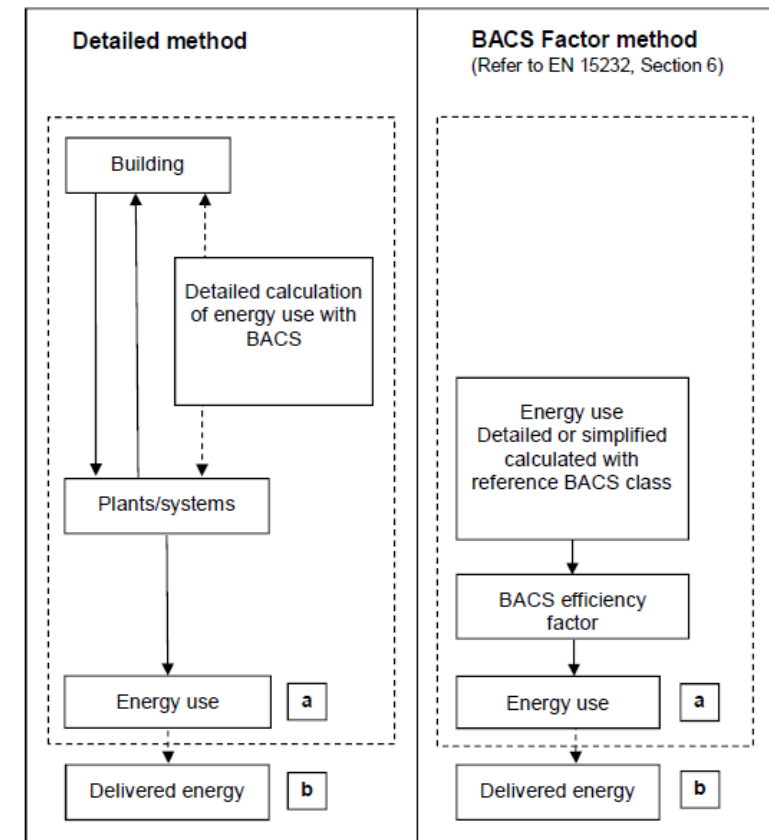 Detailed method
Building
Detailed calculation
of energy use with
BACS
Plants/systems
Energy use
a
Delivered energy
b
BACS Factor method
(Refer to EN 15232, Section 6)
Energy use
Detailed or simplified
calculated with
reference BACS class
BACS efficiency
factor
Energy use
a
Delivered energy
b